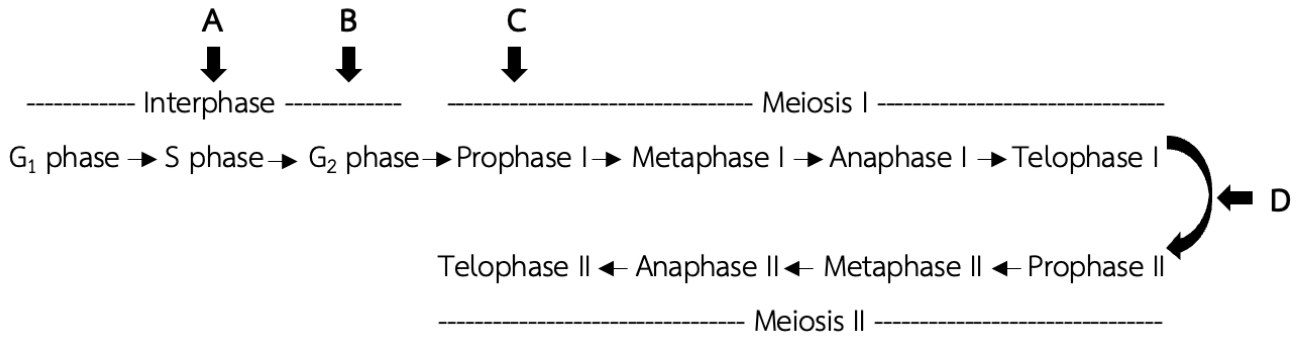 A B C
------------ Interphase ------------- --------------------------------- Meiosis I -------------------------------
G₁ phase → S phase → G₂ phase → Prophase I → Metaphase I → Anaphase I → Telophase I
D
Telophase II ← Anaphase II ← Metaphase II ← Prophase II
--------------------------------- Meiosis II -------------------------------